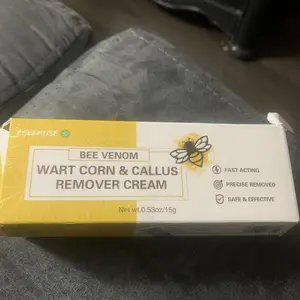 BEE VENOM
WART CORN & CALLUS
REMOVER CREAM
Net wt.0.53oz/15g
FAST ACTING
PRECISE REMOVED
SAFE & EFFECTIVE